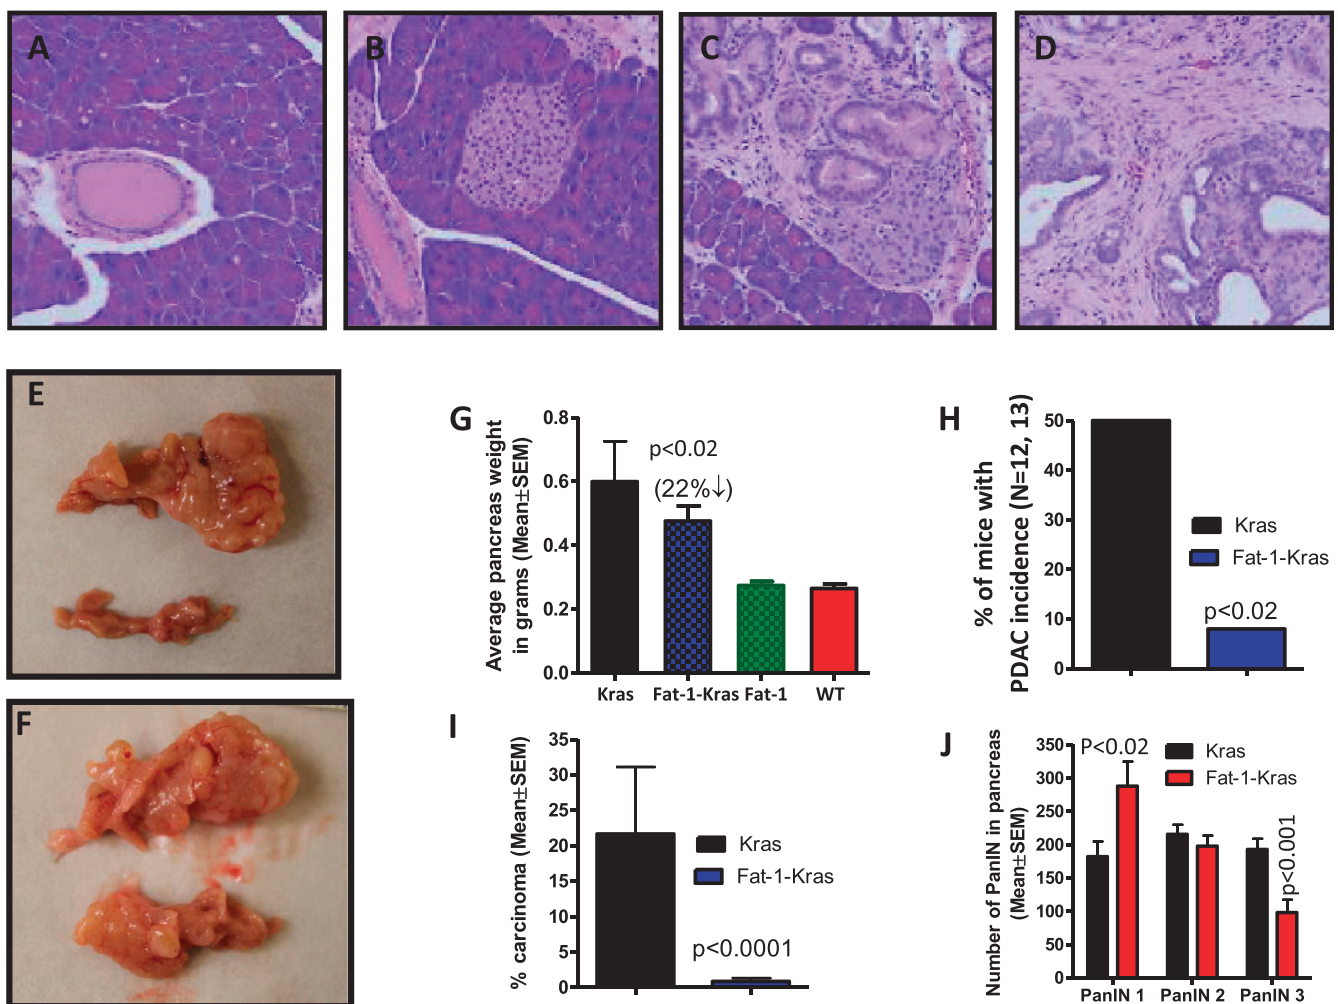 A
B
C
D
E
F
G
Average pancreas weight
in grams (Mean±SEM)
0.8
0.6
0.4
0.2
0.0
p<0.02
(22%↓)
Kras
Fat-1-Kras
Fat-1
WT
H
% of mice with
PDAC incidence (N=12, 13)
50
40
30
20
10
0
Kras
Fat-1-Kras
p<0.02
I
% carcinoma (Mean±SEM)
35
30
25
20
15
10
5
0
Kras
Fat-1-Kras
p<0.0001
J
Number of PanIN in pancreas
(Mean±SEM)
350
300
250
200
150
100
50
0
P<0.02
Kras
Fat-1-Kras
p<0.001
PanIN 1
PanIN 2
PanIN 3